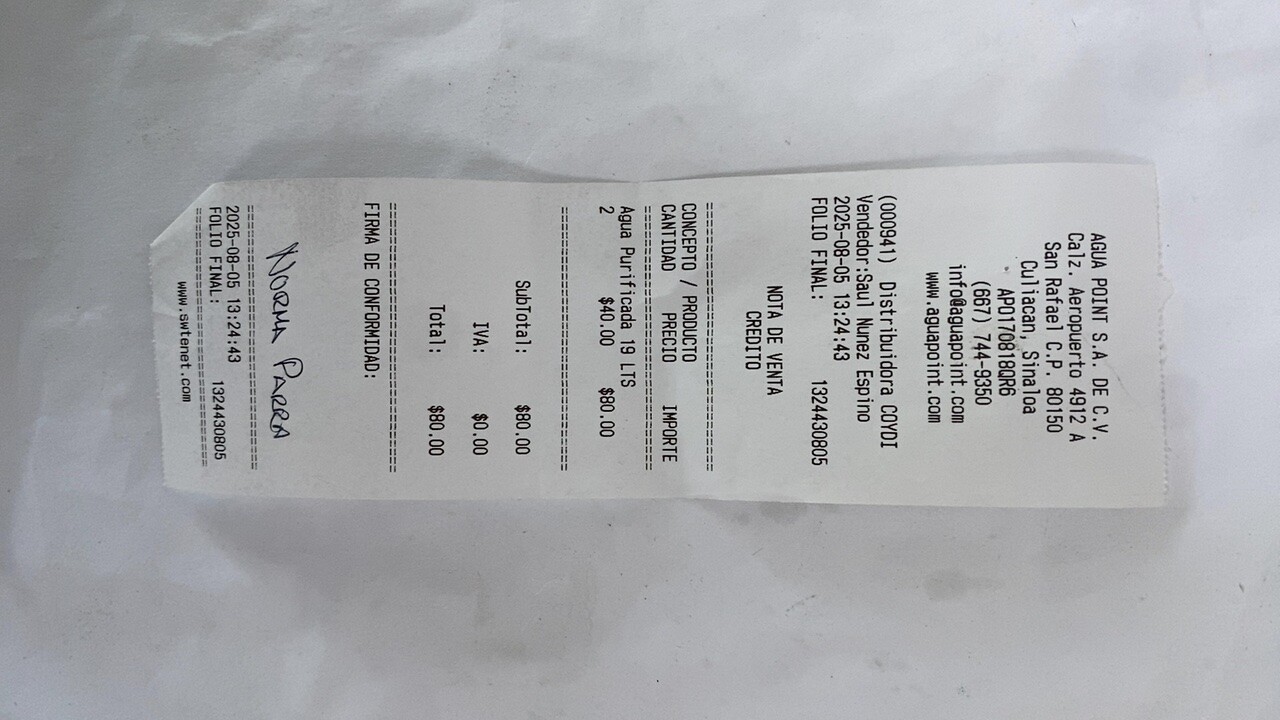 AGUA POINT S.A. DE C.V.
Calz. Aeropuerto 4912 A
San Rafael C.P. 80150
Culiacan, Sinaloa
APO170818QR6
(667) 744-9350
info@aguapoint.com
www.aguapoint.com
(000941) Distribuidora COYDI
Vendedor:Saul Nunez Espino
2025-08-05 13:24:43
FOLIO FINAL: 1324430805
NOTA DE VENTA
CREDITO
==============================
CONCEPTO / PRODUCTO
CANTIDAD PRECIO IMPORTE
==============================
Agua Purificada 19 LTS
2 $40.00 $80.00
==============================
SubTotal: $80.00
IVA: $0.00
Total: $80.00
==============================
FIRMA DE CONFORMIDAD:
Norma Parra
==============================
2025-08-05 13:24:43
FOLIO FINAL: 1324430805
==============================
www.swtenet.com